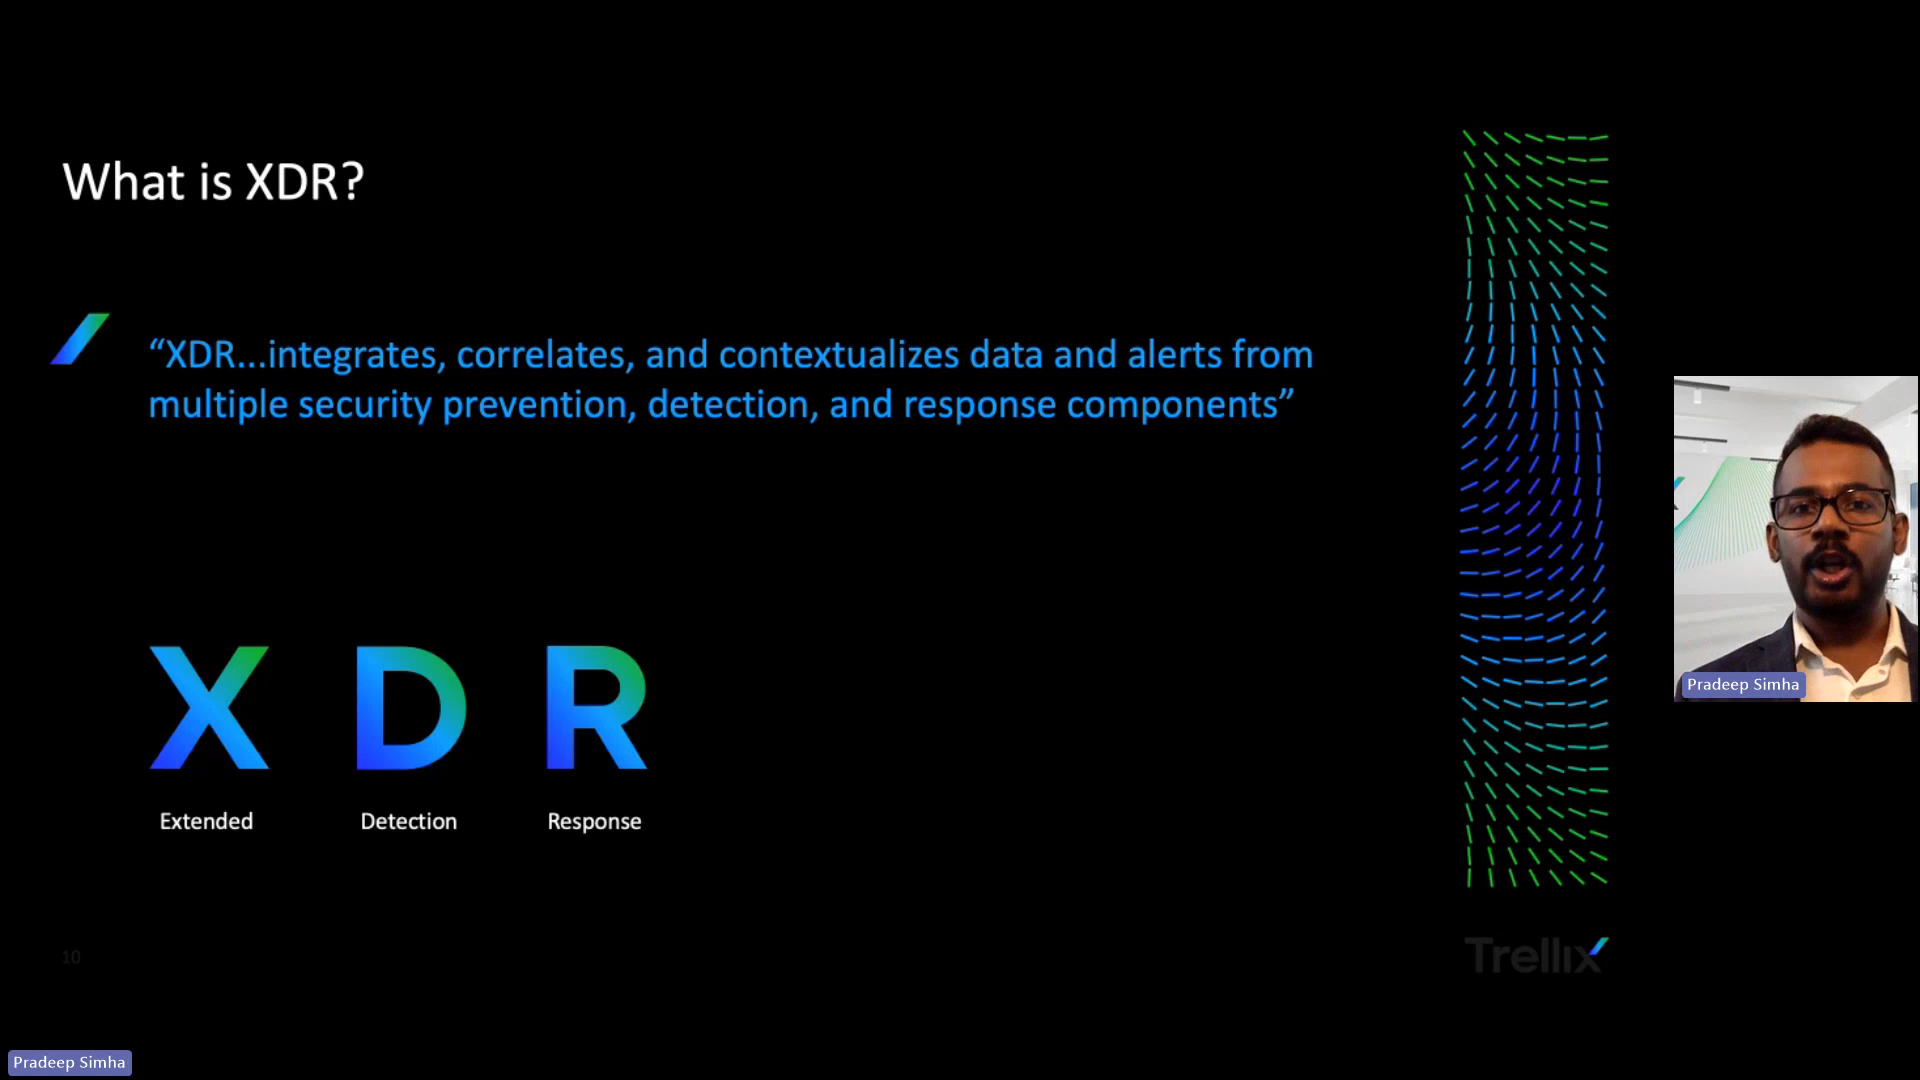 What is XDR?
“XDR...integrates, correlates, and contextualizes data and alerts from
multiple security prevention, detection, and response components”
X D R
Extended Detection Response
Pradeep Simha
10
Trellix
Pradeep Simha